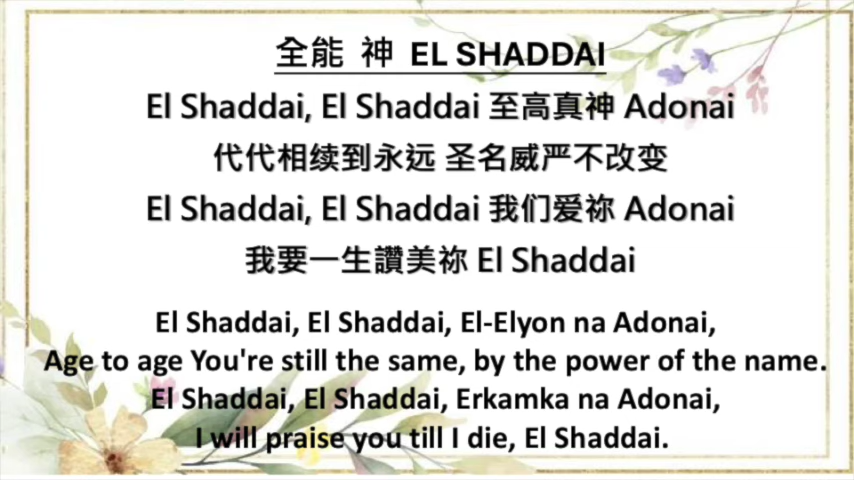 全能 神 EL SHADDAI
El Shaddai, El Shaddai 至高真神 Adonai
代代相续到永远 圣名威严不改变
El Shaddai, El Shaddai 我们爱祢 Adonai
我要一生讚美祢 El Shaddai
El Shaddai, El Shaddai, El-Elyon na Adonai,
Age to age You're still the same, by the power of the name.
El Shaddai, El Shaddai, Erkamka na Adonai,
I will praise you till I die, El Shaddai.